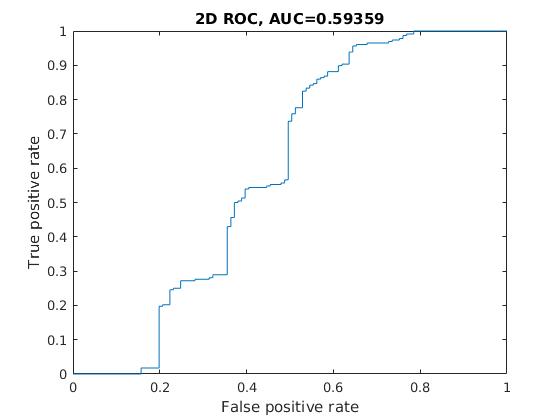 2D ROC, AUC=0.59359
1
0.9
0.8
0.7
0.6
0.5
0.4
0.3
0.2
0.1
0
True positive rate
0 0.2 0.4 0.6 0.8 1
False positive rate